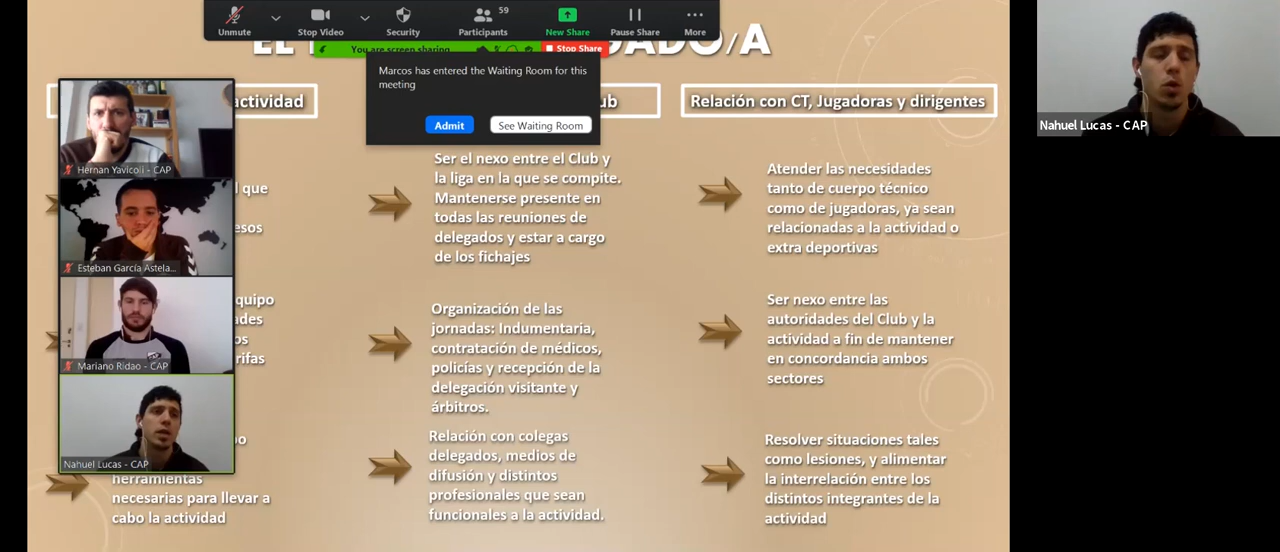 59
Unmute
Stop Video
Security
Participants
New Share
Pause Share
More
EL
ADO/A
You are screen sharing
Stop Share
Marcos has entered the Waiting Room for this
meeting
Admit
See Waiting Room
actividad
Relación con CT, Jugadoras y dirigentes
Hernan Yavicoli - CAP
Esteban García Astela...
Mariano Ridao - CAP
Nahuel Lucas - CAP
que
herramientas
necesarias para llevar a
cabo la actividad
Ser el nexo entre el Club y
la liga en la que se compite.
Mantenerse presente en
todas las reuniones de
delegados y estar a cargo
de los fichajes
Organización de las
jornadas: Indumentaria,
contratación de médicos,
policías y recepción de la
delegación visitante y
árbitros.
Relación con colegas
delegados, medios de
difusión y distintos
profesionales que sean
funcionales a la actividad.
Atender las necesidades
tanto de cuerpo técnico
como de jugadoras, ya sean
relacionadas a la actividad o
extra deportivas
Ser nexo entre las
autoridades del Club y la
actividad a fin de mantener
en concordancia ambos
sectores
Resolver situaciones tales
como lesiones, y alimentar
la interrelación entre los
distintos integrantes de la
actividad
Nahuel Lucas - CAP